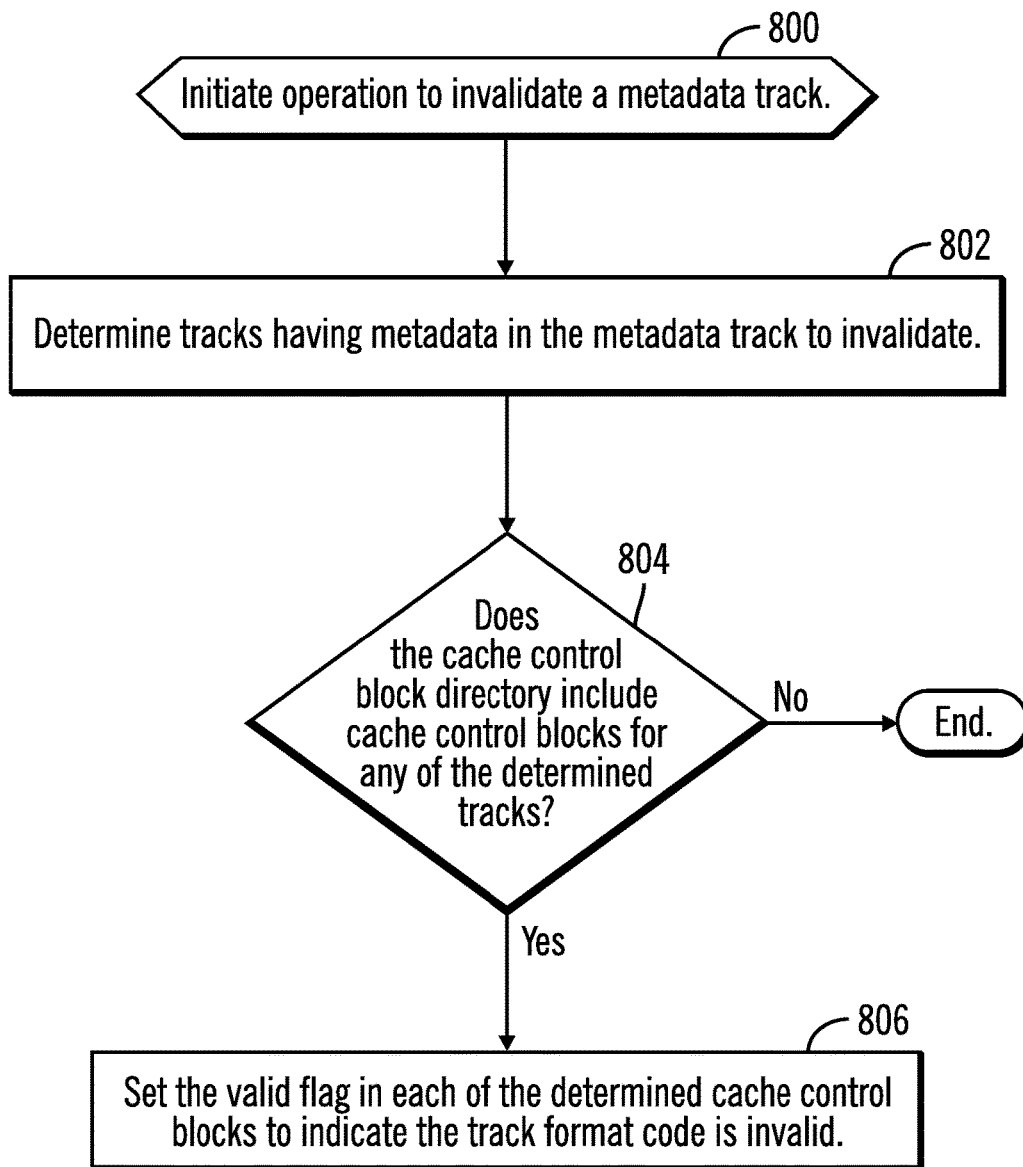 800
Initiate operation to invalidate a metadata track.
802
Determine tracks having metadata in the metadata track to invalidate.
804
Does
the cache control
block directory include
cache control blocks for
any of the determined
tracks?
No
End.
Yes
806
Set the valid flag in each of the determined cache control
blocks to indicate the track format code is invalid.